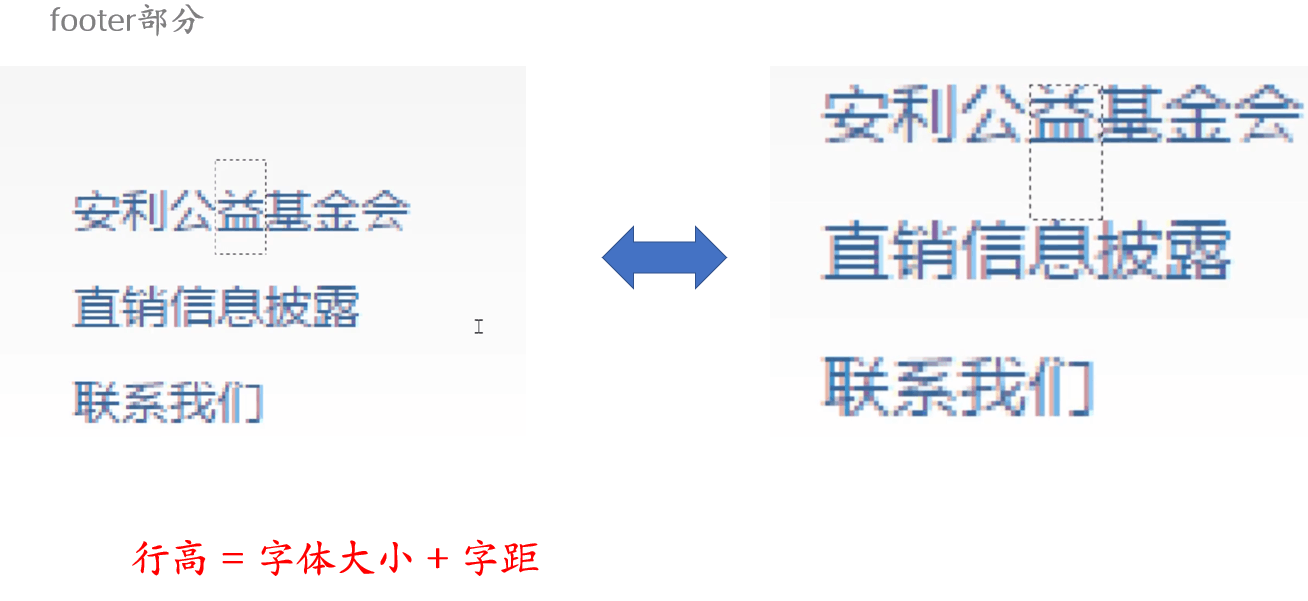 footer部分
安利公益基金会
直销信息披露
联系我们
安利公益基金会
直销信息披露
联系我们
行高 = 字体大小 + 字距